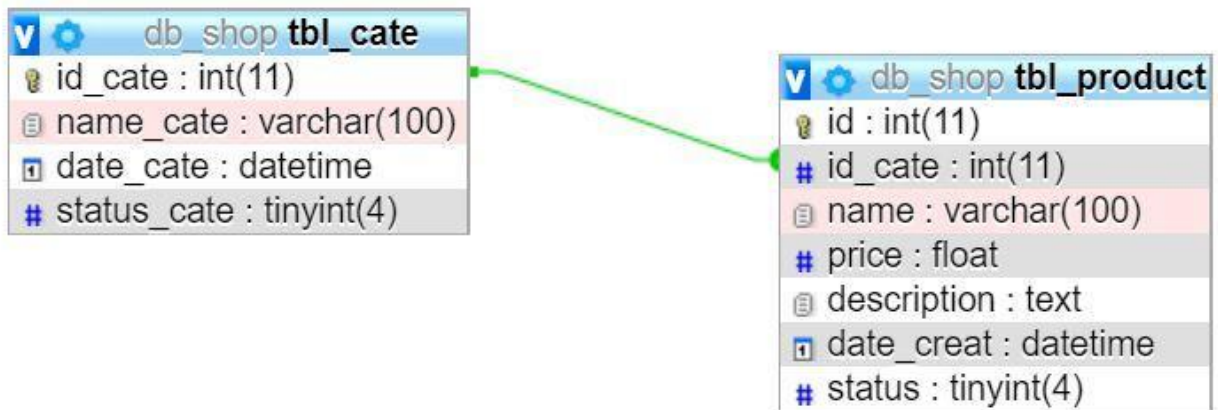 db_shop tbl_cate
id_cate : int(11)
name_cate : varchar(100)
date_cate : datetime
status_cate : tinyint(4)
db_shop tbl_product
id : int(11)
id_cate : int(11)
name : varchar(100)
price : float
description : text
date_creat : datetime
status : tinyint(4)